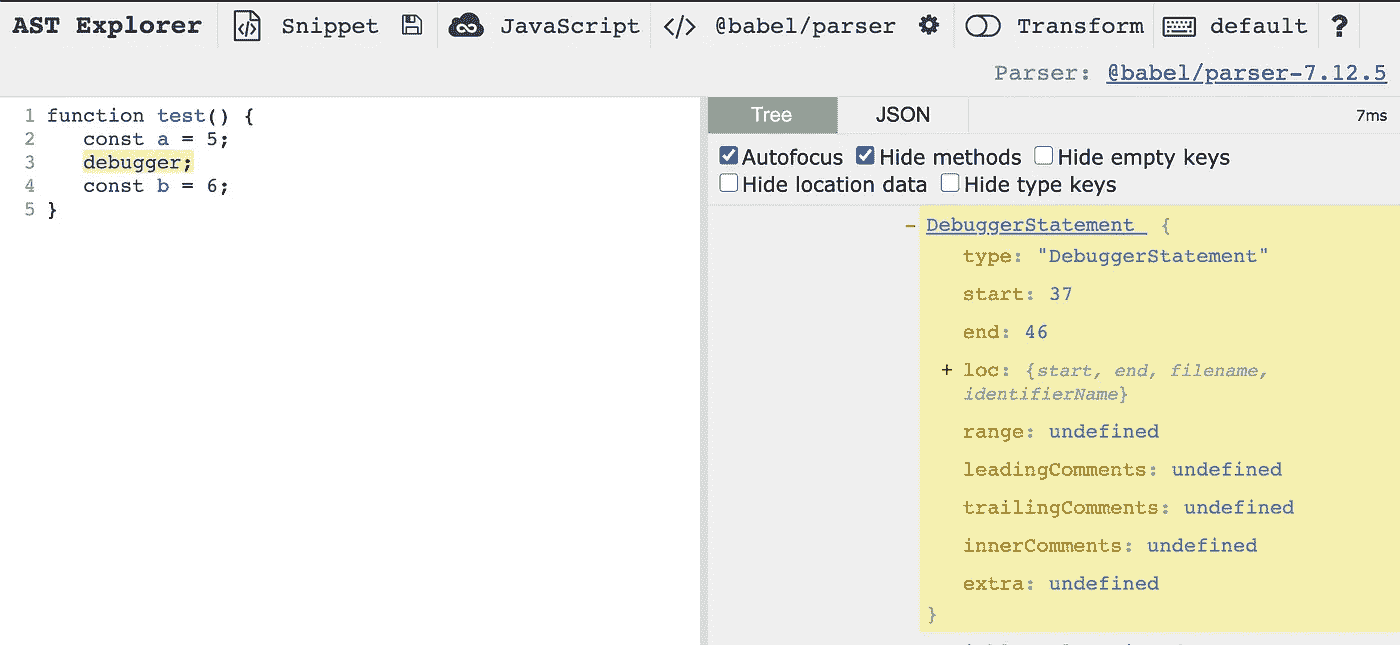 AST Explorer Snippet JavaScript </> @babel/parser Transform default ?
Parser: @babel/parser-7.12.5
1 function test() {
2    const a = 5;
3    debugger;
4    const b = 6;
5 }
Tree JSON 7ms
Autofocus Hide methods Hide empty keys
Hide location data Hide type keys
- DebuggerStatement {
type: "DebuggerStatement"
start: 37
end: 46
+ loc: {start, end, filename,
identifierName}
range: undefined
leadingComments: undefined
trailingComments: undefined
innerComments: undefined
extra: undefined
}